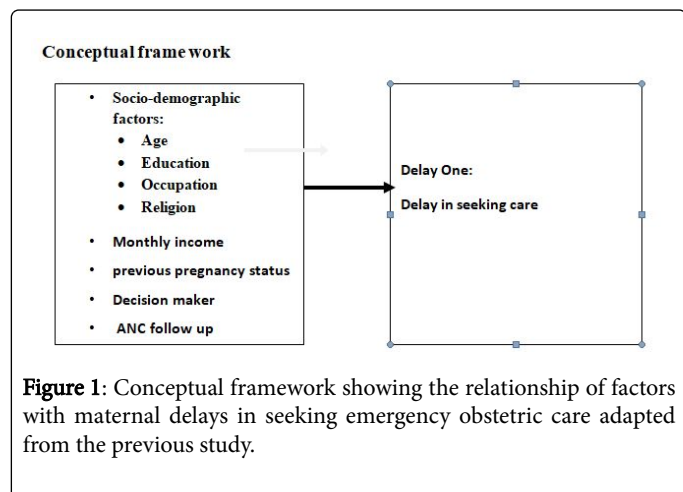 Conceptual frame work
• Socio-demographic
factors:
• Age
• Education
• Occupation
• Religion
• Monthly income
• previous pregnancy status
• Decision maker
• ANC follow up
Delay One:
Delay in seeking care
Figure 1: Conceptual framework showing the relationship of factors
with maternal delays in seeking emergency obstetric care adapted
from the previous study.